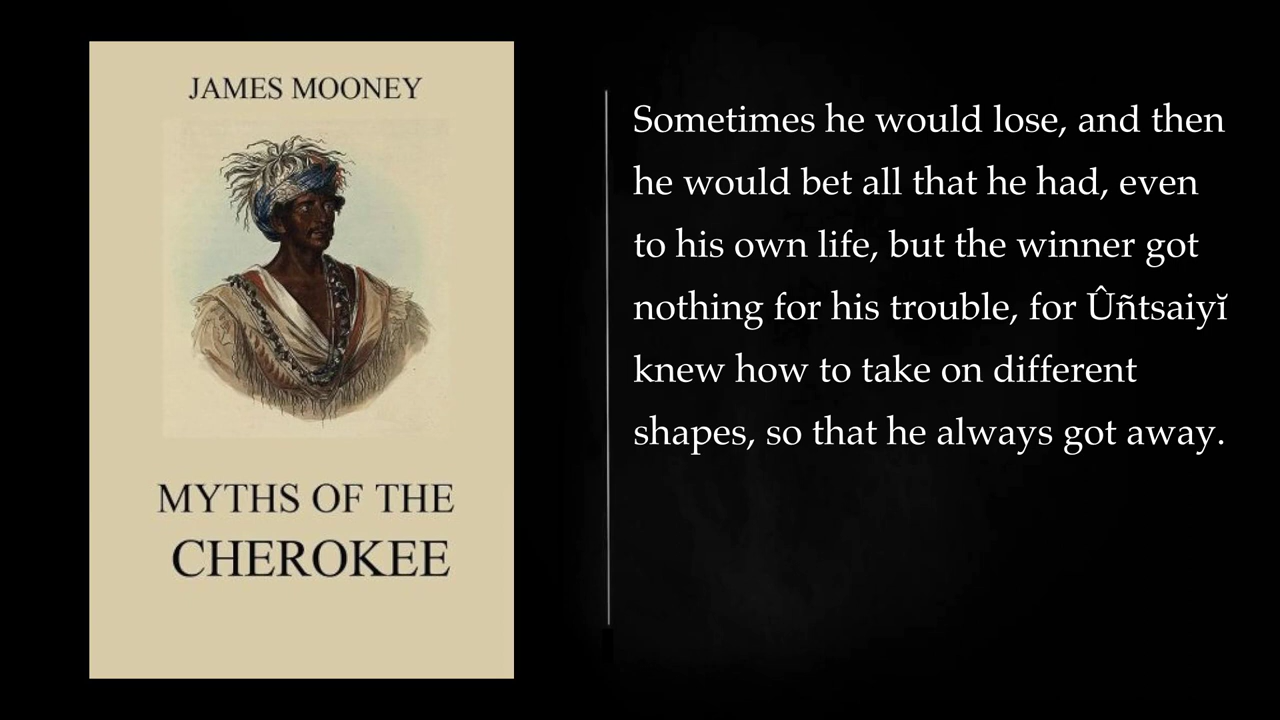 JAMES MOONEY
MYTHS OF THE
CHEROKEE
Sometimes he would lose, and then
he would bet all that he had, even
to his own life, but the winner got
nothing for his trouble, for Ûñtsaiyĭ
knew how to take on different
shapes, so that he always got away.